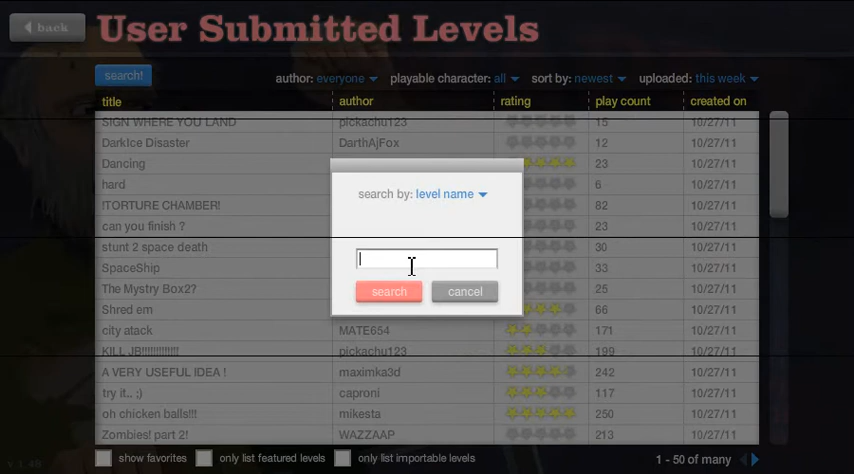 back
User Submitted Levels
search!
author: everyone playable character: all sort by: newest uploaded: this week
title author rating play count created on
SIGN WHERE YOU LAND pickachu123 15 10/27/11
DarkIce Disaster DarthAjFox 12 10/27/11
Dancing 23 10/27/11
hard 6 10/27/11
!TORTURE CHAMBER! 82 10/27/11
can you finish ? 23 10/27/11
stunt 2 space death 30 10/27/11
SpaceShip 33 10/27/11
The Mystry Box2? 25 10/27/11
Shred em 66 10/27/11
city atack MATE654 171 10/27/11
KILL JB!!!!!!!!!!!!!! pickachu123 199 10/27/11
A VERY USEFUL IDEA ! maximka3d 242 10/27/11
try it.. ;) caproni 117 10/27/11
oh chicken balls!!! mikesta 250 10/27/11
Zombies! part 2! WAZZAAP 213 10/27/11
search by: level name
search cancel
show favorites only list featured levels only list importable levels 1 - 50 of many